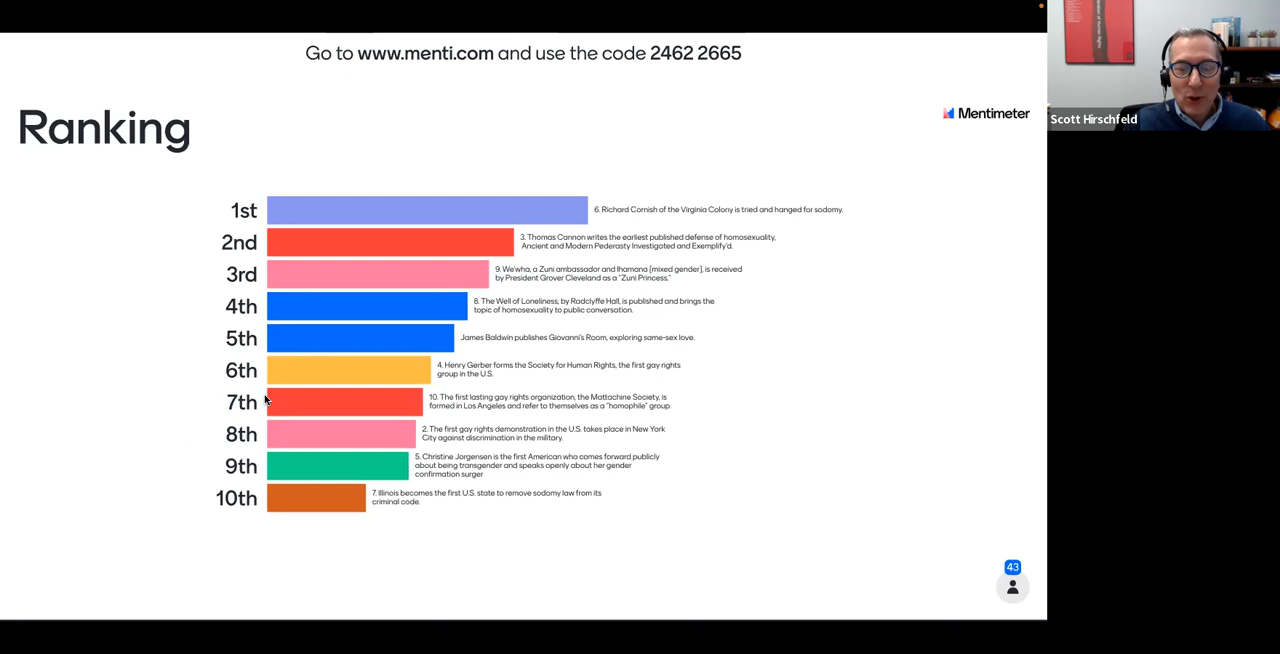 Go to www.menti.com and use the code 2462 2665
Ranking
Mentimeter
Scott Hirschfeld
1st
6. Richard Cornish of the Virginia Colony is tried and hanged for sodomy.
2nd
3. Thomas Cannon writes the earliest published defense of homosexuality,
Ancient and Modern Pederasty Investigated and Exemplify'd.
3rd
9. We'wha, a Zuni ambassador and lhamana [mixed gender], is received
by President Grover Cleveland as a "Zuni Princess."
4th
8. The Well of Loneliness, by Radclyffe Hall, is published and brings the
topic of homosexuality to public conversation.
5th
James Baldwin publishes Giovanni's Room, exploring same-sex love.
6th
4. Henry Gerber forms the Society for Human Rights, the first gay rights
group in the U.S.
7th
10. The first lasting gay rights organization, the Mattachine Society, is
formed in Los Angeles and refer to themselves as a "homophile" group.
8th
2. The first gay rights demonstration in the U.S. takes place in New York
City against discrimination in the military.
9th
5. Christine Jorgensen is the first American who comes forward publicly
about being transgender and speaks openly about her gender
confirmation surger
10th
7. Illinois becomes the first U.S. state to remove sodomy law from its
criminal code.
43